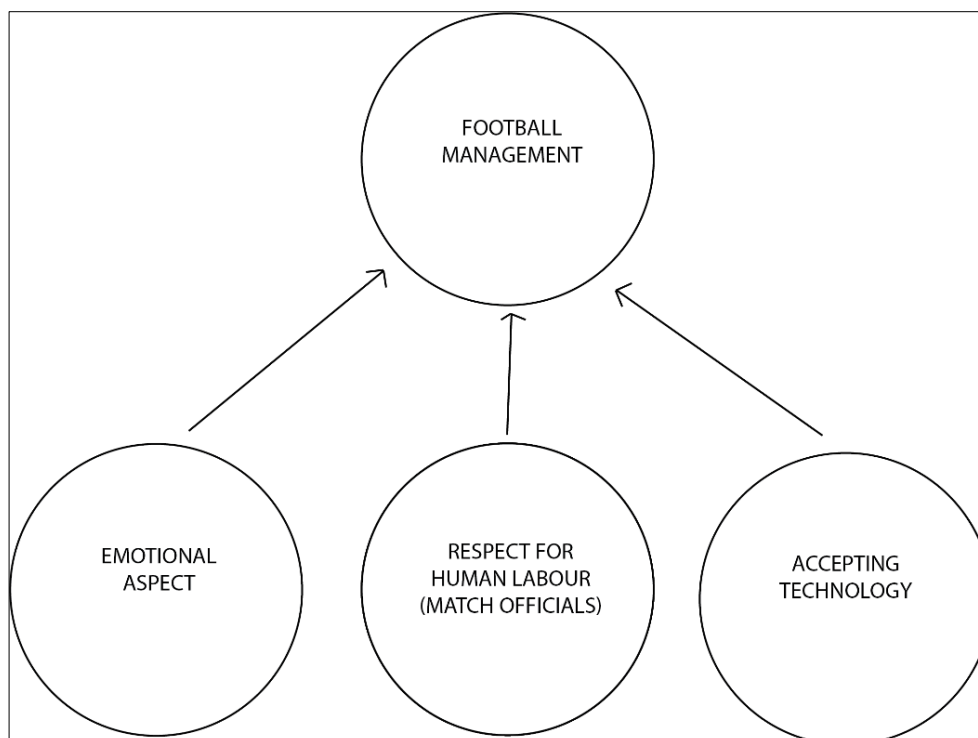 FOOTBALL
MANAGEMENT
EMOTIONAL
ASPECT
RESPECT FOR
HUMAN LABOUR
(MATCH OFFICIALS)
ACCEPTING
TECHNOLOGY